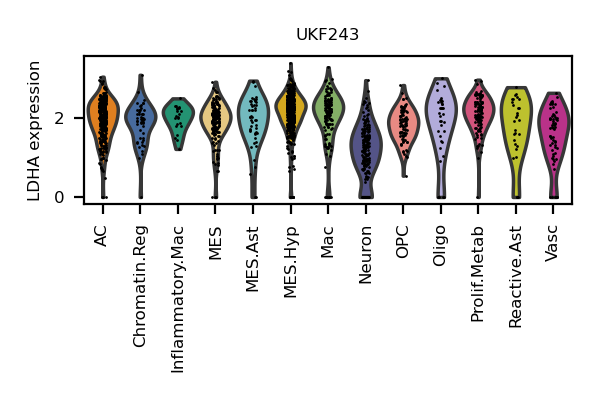 UKF243
LDHA expression
2
0
AC
Chromatin.Reg
Inflammatory.Mac
MES
MES.Ast
MES.Hyp
Mac
Neuron
OPC
Oligo
Prolif.Metab
Reactive.Ast
Vasc